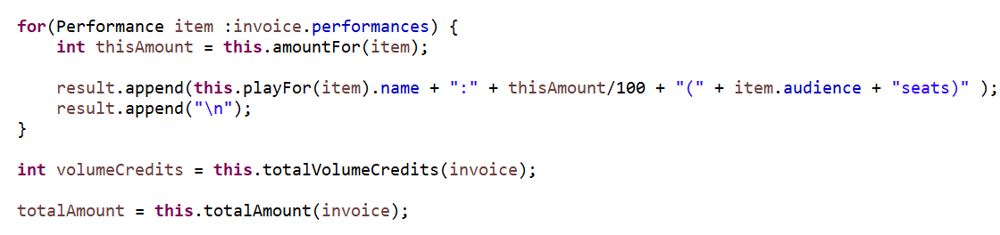 for(Performance item :invoice.performances) {
    int thisAmount = this.amountFor(item);
    result.append(this.playFor(item).name + ":" + thisAmount/100 + "(" + item.audience + "seats)" );
    result.append("\n");
}
int volumeCredits = this.totalVolumeCredits(invoice);
totalAmount = this.totalAmount(invoice);